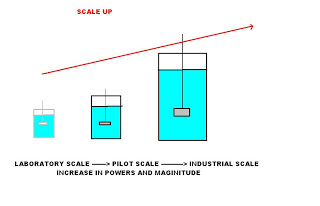 SCALE UP
LABORATORY SCALE ——> PILOT SCALE ———> INDUSTRIAL SCALE
INCREASE IN POWERS AND MAGINITUDE